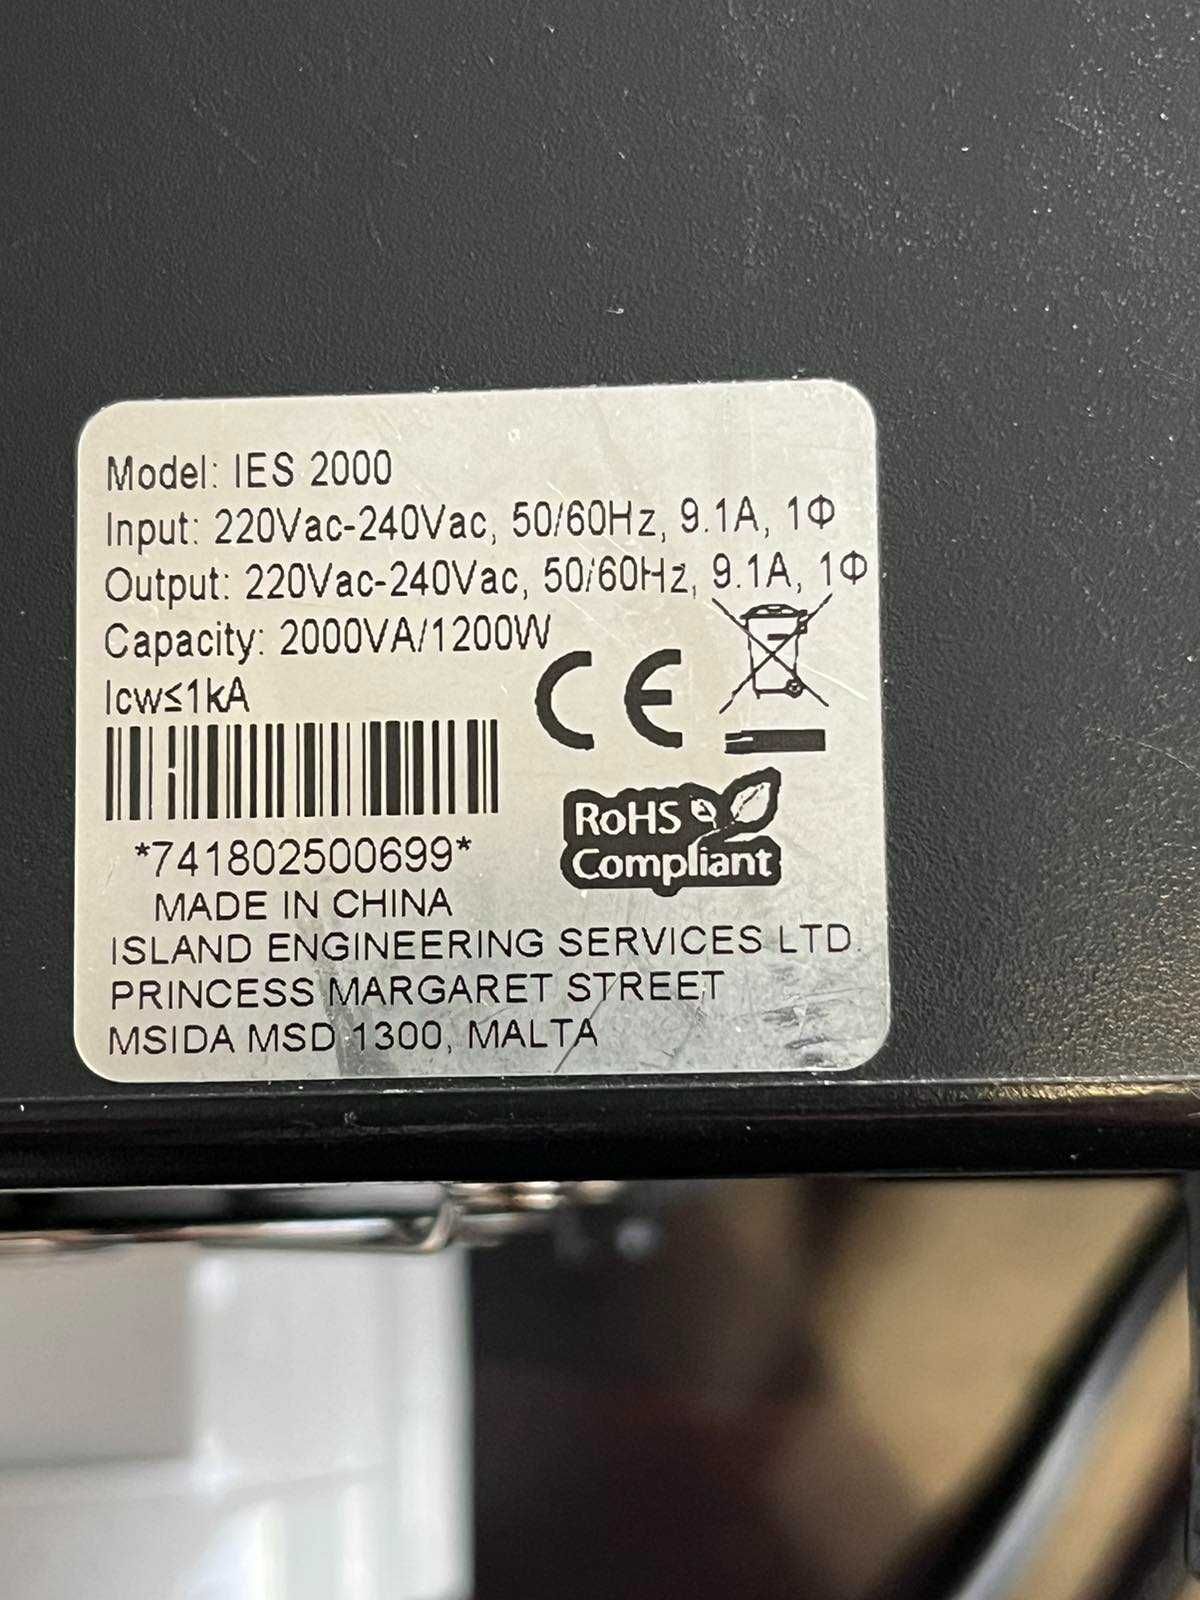 Model: IES 2000
Input: 220Vac-240Vac, 50/60Hz, 9.1A, 1Φ
Output: 220Vac-240Vac, 50/60Hz, 9.1A, 1Φ
Capacity: 2000VA/1200W
Icw≤1kA
CE
RoHS
Compliant
*741802500699*
MADE IN CHINA
ISLAND ENGINEERING SERVICES LTD.
PRINCESS MARGARET STREET
MSIDA MSD 1300, MALTA